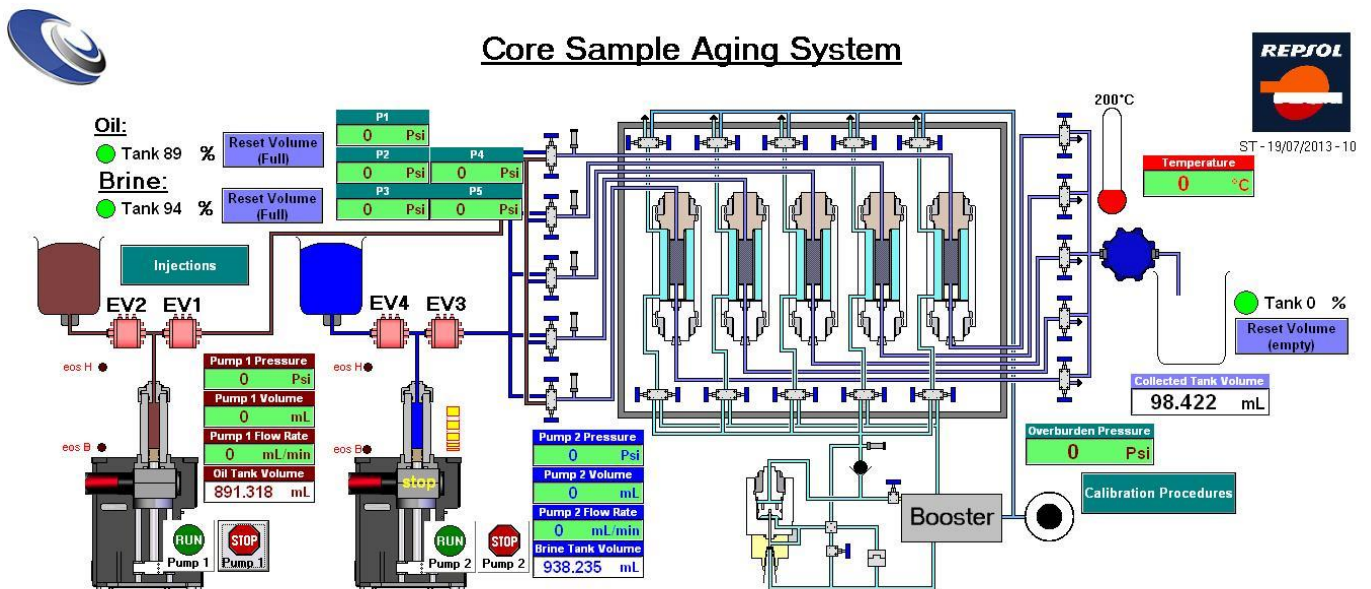 Core Sample Aging System
REPSOL
ST - 19/07/2013 - 10
Oil:
Tank 89 %
Reset Volume
(Full)
Brine:
Tank 94 %
Reset Volume
(Full)
P1
0 Psi
P2
0 Psi
P4
0 Psi
P3
0 Psi
P5
0 Psi
200°C
Temperature
0 °C
Injections
EV2
EV1
EV4
EV3
Tank 0 %
Reset Volume
(empty)
Collected Tank Volume
98.422 mL
eos H
eos B
Pump 1 Pressure
0 Psi
Pump 1 Volume
0 mL
Pump 1 Flow Rate
0 mL/min
Oil Tank Volume
891.318 mL
RUN
Pump 1
STOP
Pump 1
eos H
eos B
stop
RUN
Pump 2
STOP
Pump 2
Pump 2 Pressure
0 Psi
Pump 2 Volume
0 mL
Pump 2 Flow Rate
0 mL/min
Brine Tank Volume
938.235 mL
Overburden Pressure
0 Psi
Calibration Procedures
Booster